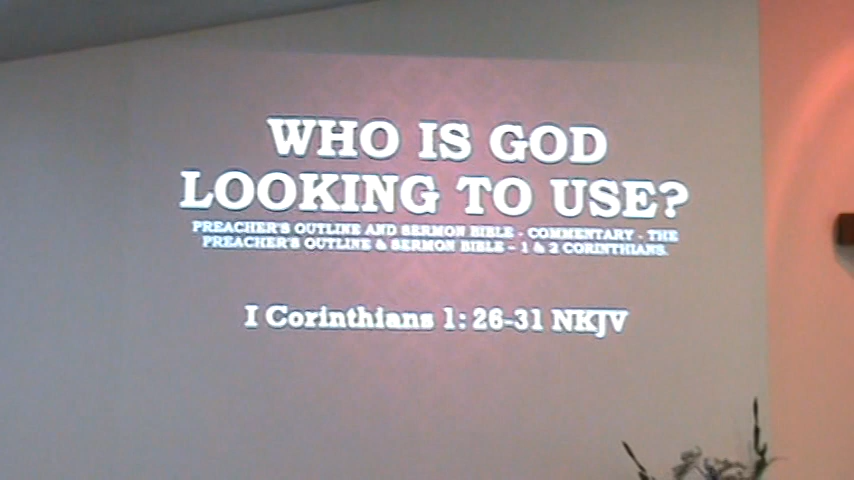 WHO IS GOD
LOOKING TO USE?
PREACHER'S OUTLINE AND SERMON BIBLE - COMMENTARY - THE
PREACHER'S OUTLINE & SERMON BIBLE – 1 & 2 CORINTHIANS.
I Corinthians 1: 26-31 NKJV